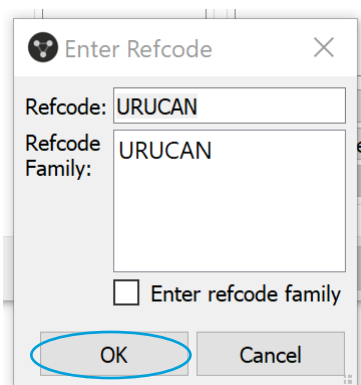 Enter Refcode
Refcode: URUCAN
Refcode Family: URUCAN
Enter refcode family
OK Cancel